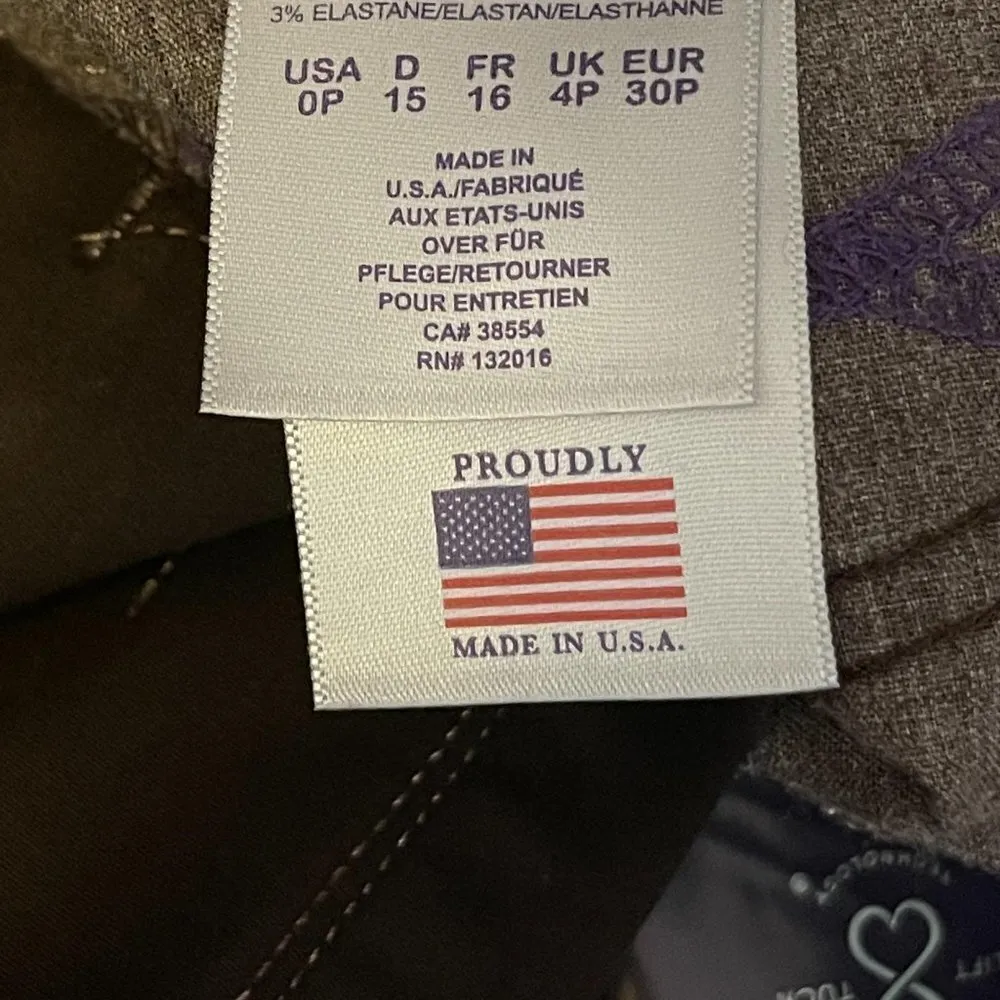 3% ELASTANE/ELASTAN/ELASTHANNE
USA D FR UK EUR
0P 15 16 4P 30P
MADE IN
U.S.A./FABRIQUÉ
AUX ETATS-UNIS
OVER FÜR
PFLEGE/RETOURNER
POUR ENTRETIEN
CA# 38554
RN# 132016
PROUDLY
MADE IN U.S.A.